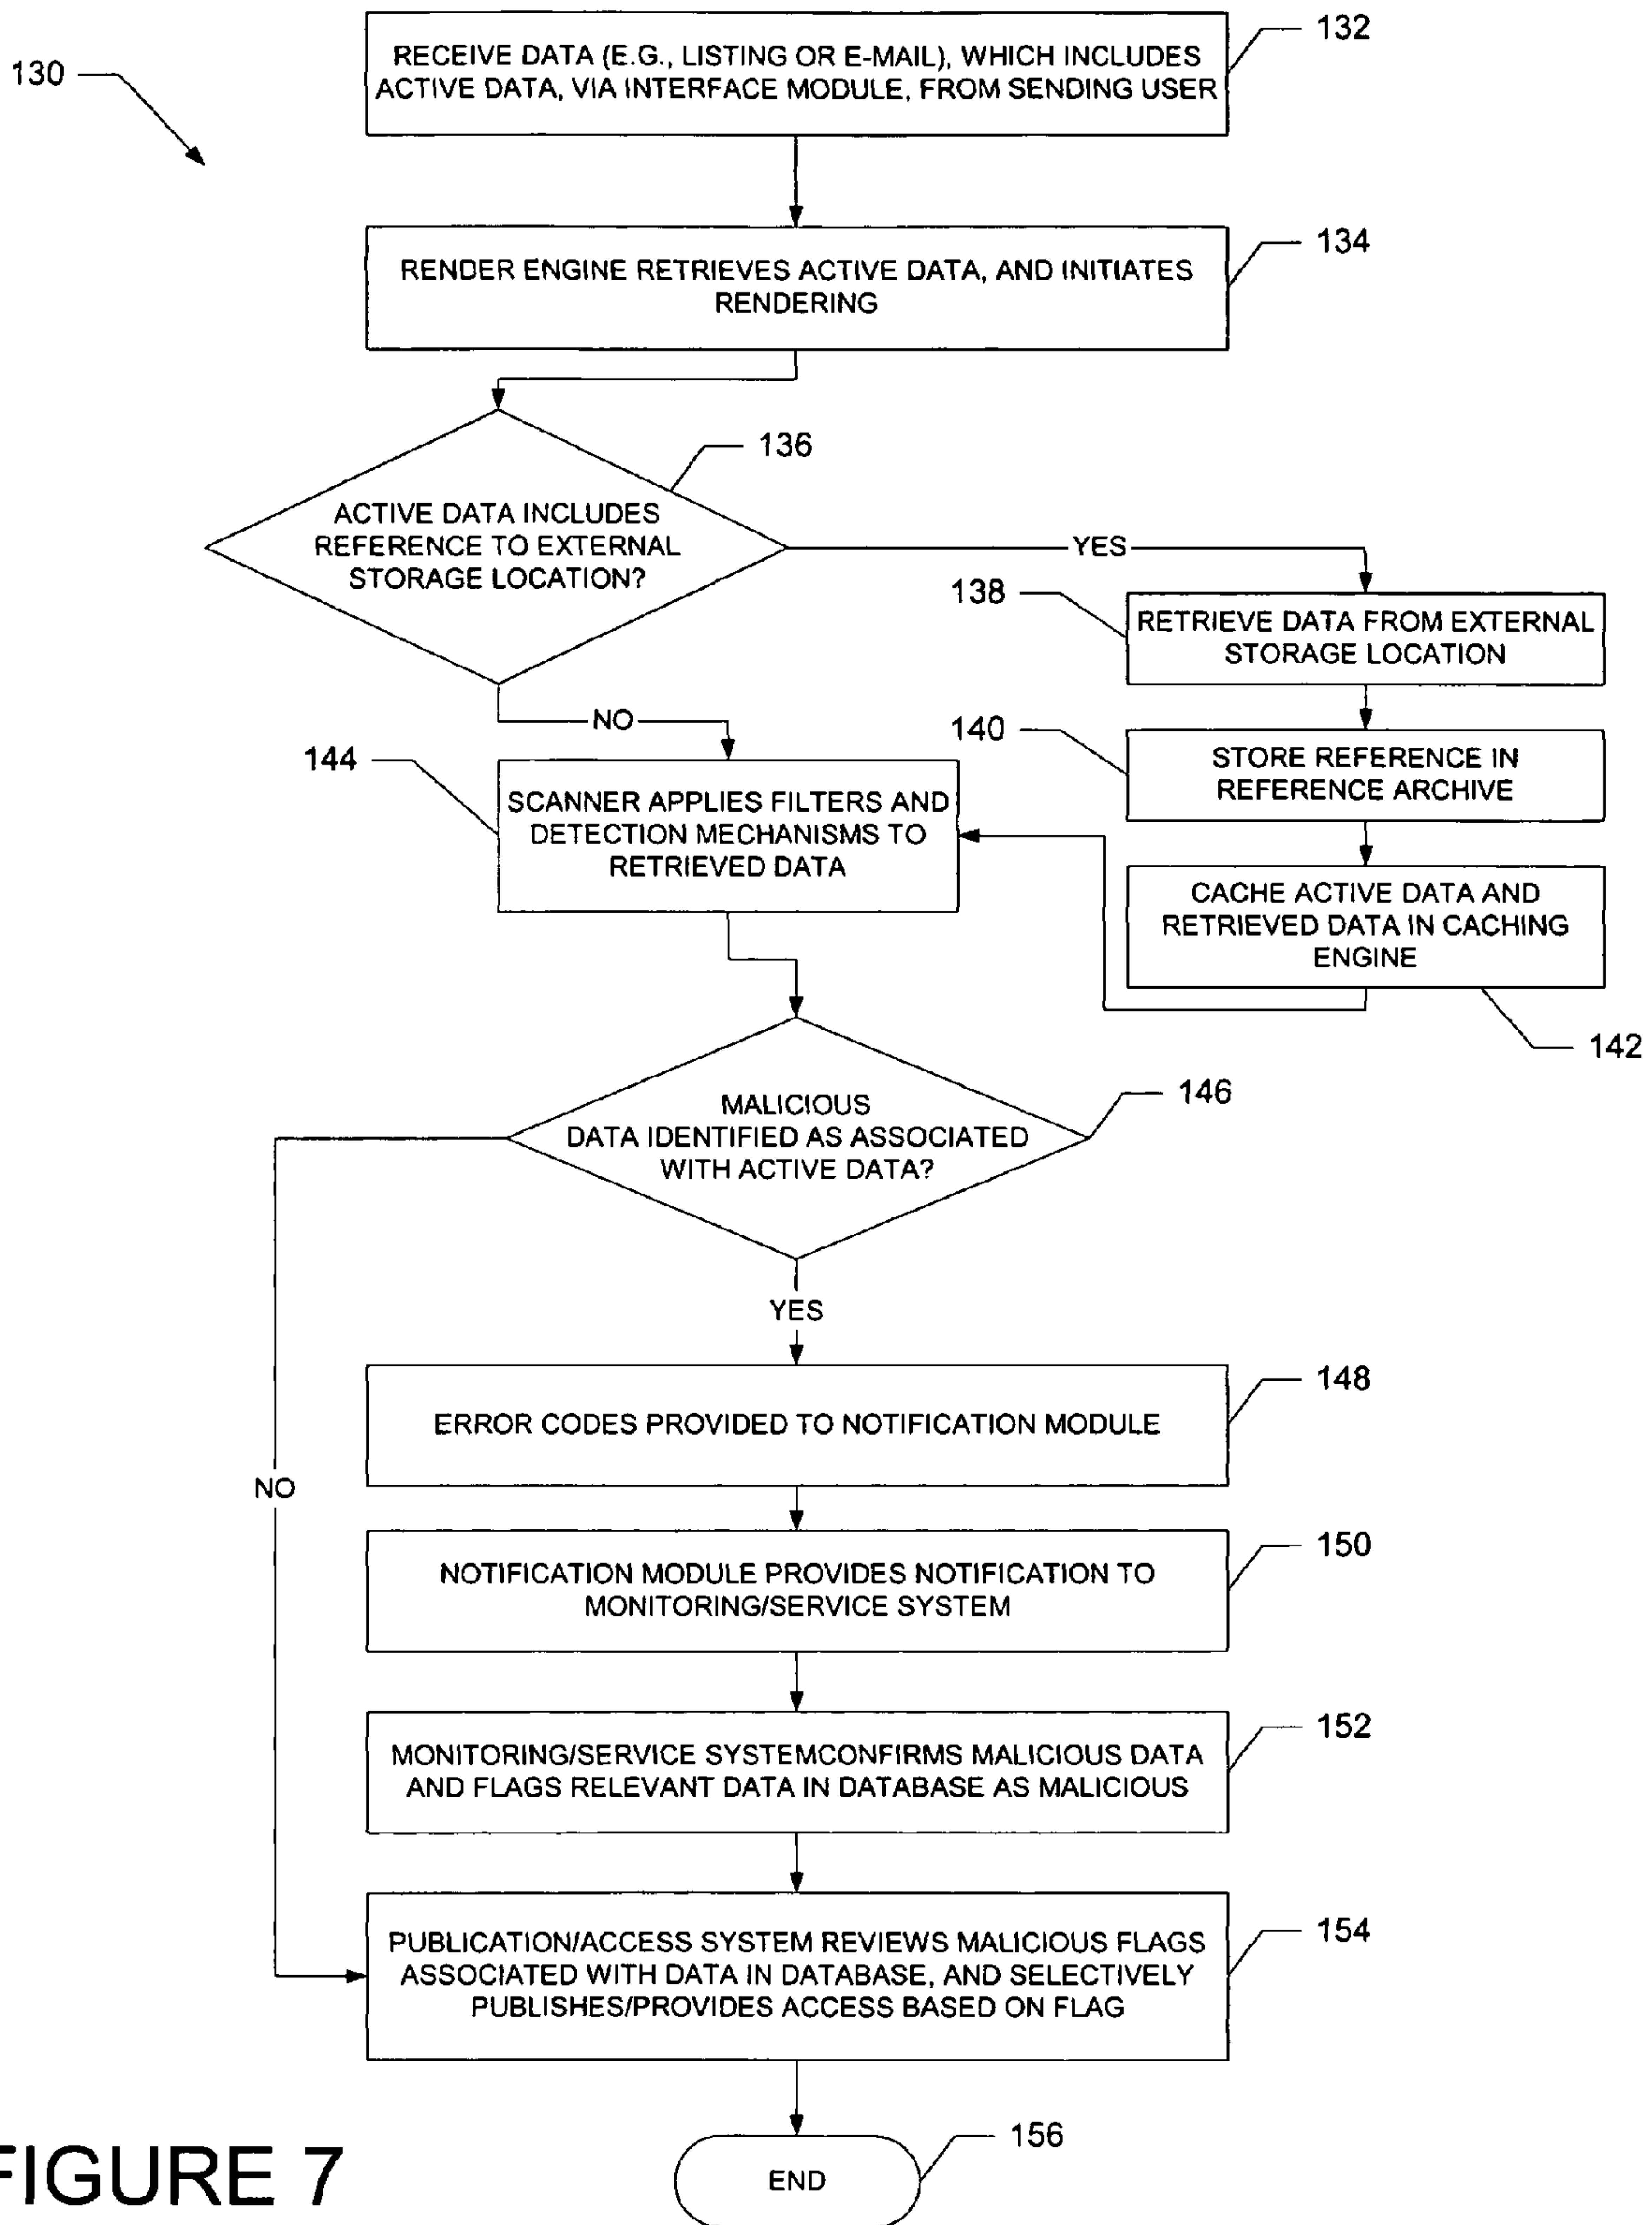 130
132
RECEIVE DATA (E.G., LISTING OR E-MAIL), WHICH INCLUDES
ACTIVE DATA, VIA INTERFACE MODULE, FROM SENDING USER
134
RENDER ENGINE RETRIEVES ACTIVE DATA, AND INITIATES
RENDERING
136
ACTIVE DATA INCLUDES
REFERENCE TO EXTERNAL
STORAGE LOCATION?
YES
138
RETRIEVE DATA FROM EXTERNAL
STORAGE LOCATION
140
STORE REFERENCE IN
REFERENCE ARCHIVE
CACHE ACTIVE DATA AND
RETRIEVED DATA IN CACHING
ENGINE
142
NO
144
SCANNER APPLIES FILTERS AND
DETECTION MECHANISMS TO
RETRIEVED DATA
146
MALICIOUS
DATA IDENTIFIED AS ASSOCIATED
WITH ACTIVE DATA?
YES
NO
148
ERROR CODES PROVIDED TO NOTIFICATION MODULE
150
NOTIFICATION MODULE PROVIDES NOTIFICATION TO
MONITORING/SERVICE SYSTEM
152
MONITORING/SERVICE SYSTEMCONFIRMS MALICIOUS DATA
AND FLAGS RELEVANT DATA IN DATABASE AS MALICIOUS
154
PUBLICATION/ACCESS SYSTEM REVIEWS MALICIOUS FLAGS
ASSOCIATED WITH DATA IN DATABASE, AND SELECTIVELY
PUBLISHES/PROVIDES ACCESS BASED ON FLAG
156
END
FIGURE 7